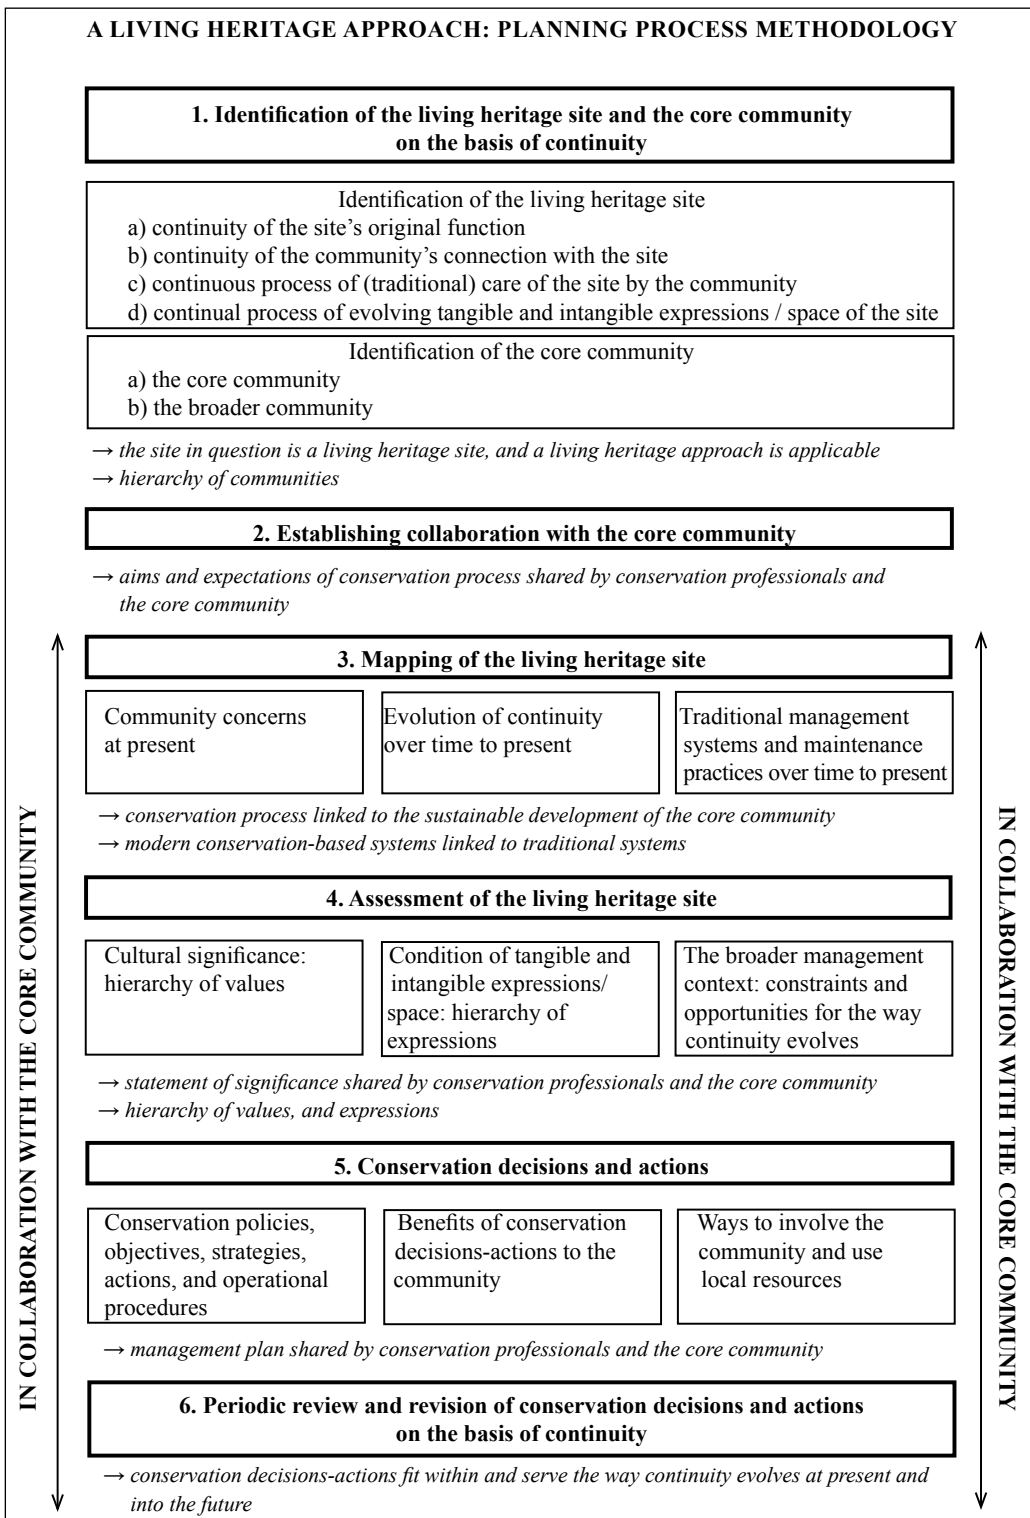 A LIVING HERITAGE APPROACH: PLANNING PROCESS METHODOLOGY
1. Identification of the living heritage site and the core community
on the basis of continuity
Identification of the living heritage site
a) continuity of the site's original function
b) continuity of the community's connection with the site
c) continuous process of (traditional) care of the site by the community
d) continual process of evolving tangible and intangible expressions / space of the site
Identification of the core community
a) the core community
b) the broader community
→ the site in question is a living heritage site, and a living heritage approach is applicable
→ hierarchy of communities
2. Establishing collaboration with the core community
→ aims and expectations of conservation process shared by conservation professionals and
the core community
3. Mapping of the living heritage site
Community concerns
at present
Evolution of continuity
over time to present
Traditional management
systems and maintenance
practices over time to present
→ conservation process linked to the sustainable development of the core community
→ modern conservation-based systems linked to traditional systems
4. Assessment of the living heritage site
Cultural significance:
hierarchy of values
Condition of tangible and
intangible expressions/
space: hierarchy of
expressions
The broader management
context: constraints and
opportunities for the way
continuity evolves
→ statement of significance shared by conservation professionals and the core community
→ hierarchy of values, and expressions
5. Conservation decisions and actions
Conservation policies,
objectives, strategies,
actions, and operational
procedures
Benefits of conservation
decisions-actions to the
community
Ways to involve the
community and use
local resources
→ management plan shared by conservation professionals and the core community
6. Periodic review and revision of conservation decisions and actions
on the basis of continuity
→ conservation decisions-actions fit within and serve the way continuity evolves at present and
into the future
IN COLLABORATION WITH THE CORE COMMUNITY
IN COLLABORATION WITH THE CORE COMMUNITY